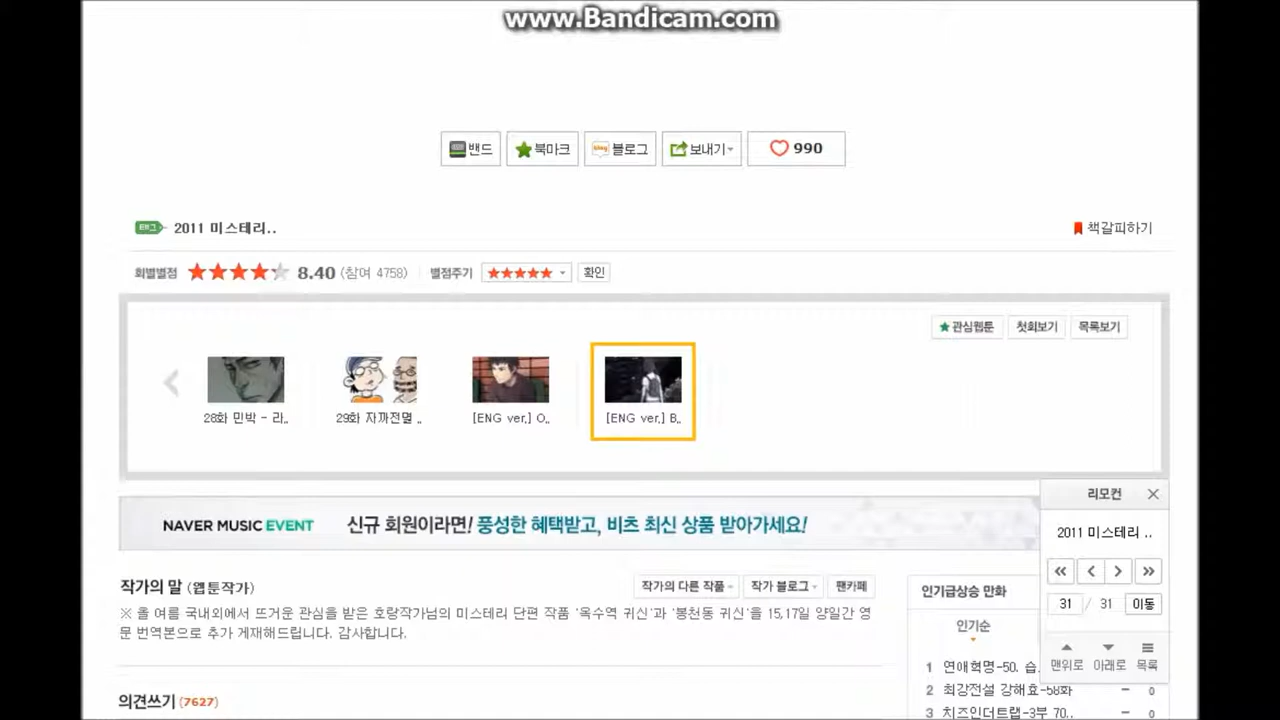 www.Bandicam.com
밴드 북마크 블로그 보내기 990
태그 2011 미스테리..
책갈피하기
회별별점 8.40 (참여 4758) 별점주기 확인
관심웹툰 첫회보기 목록보기
28화 민박 - 라..
29화 자까전멸 ..
[ENG ver.] O..
[ENG ver.] B..
NAVER MUSIC EVENT 신규 회원이라면! 풍성한 혜택받고, 비츠 최신 상품 받아가세요!
리모컨
2011 미스테리 ..
31 / 31 이동
맨위로 아래로 목록
작가의 말 (웹툰작가)
작가의 다른 작품 작가 블로그 팬카페
※ 올 여름 국내외에서 뜨거운 관심을 받은 호랑작가님의 미스테리 단편 작품 '옥수역 귀신'과 '봉천동 귀신'을 15,17일 양일간 영
문 번역본으로 추가 게재해드립니다. 감사합니다.
의견쓰기 (7627)
인기급상승 만화
인기순
1 연애혁명-50. 습..
2 최강전설 강해효-58화 0
3 치즈인더트랩-3부 70.. 0